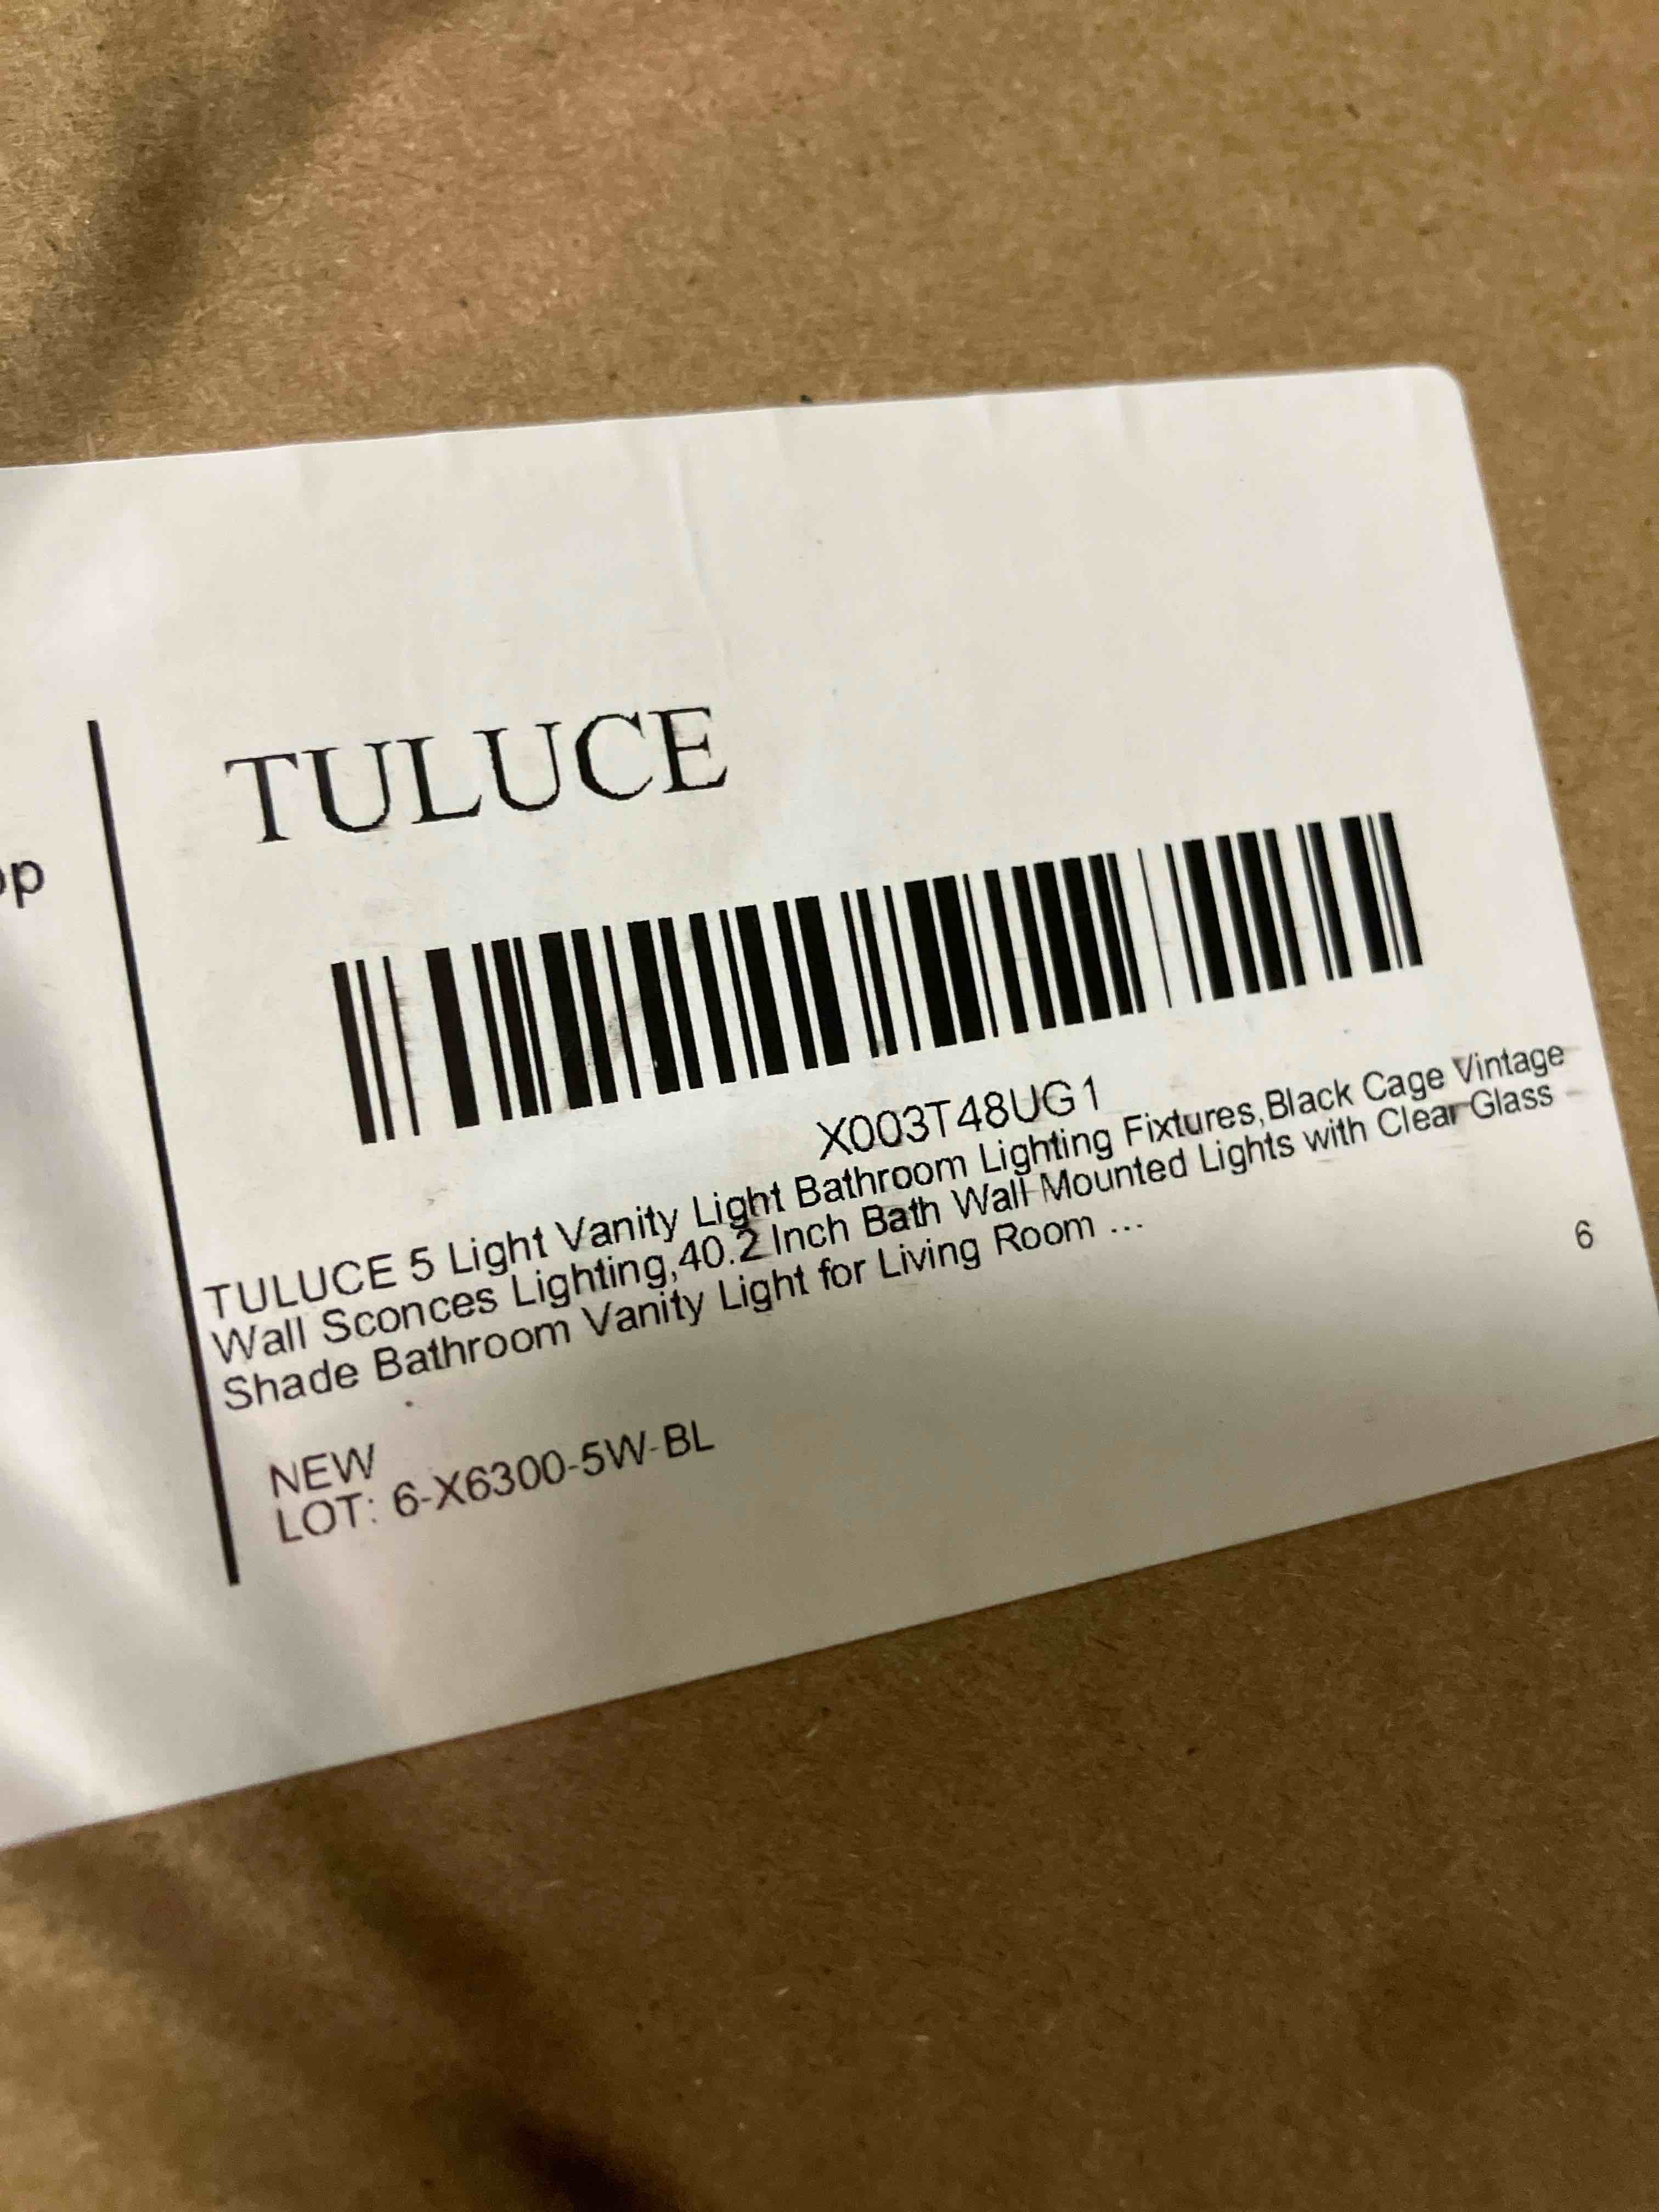 op
TULUCE
X003T48UG1
TULUCE 5 Light Vanity Light Bathroom Lighting Fixtures,Black Cage Vintage
Wall Sconces Lighting,40.2 Inch Bath Wall Mounted Lights with Clear Glass
Shade Bathroom Vanity Light for Living Room ...
6
NEW
LOT: 6-X6300-5W-BL